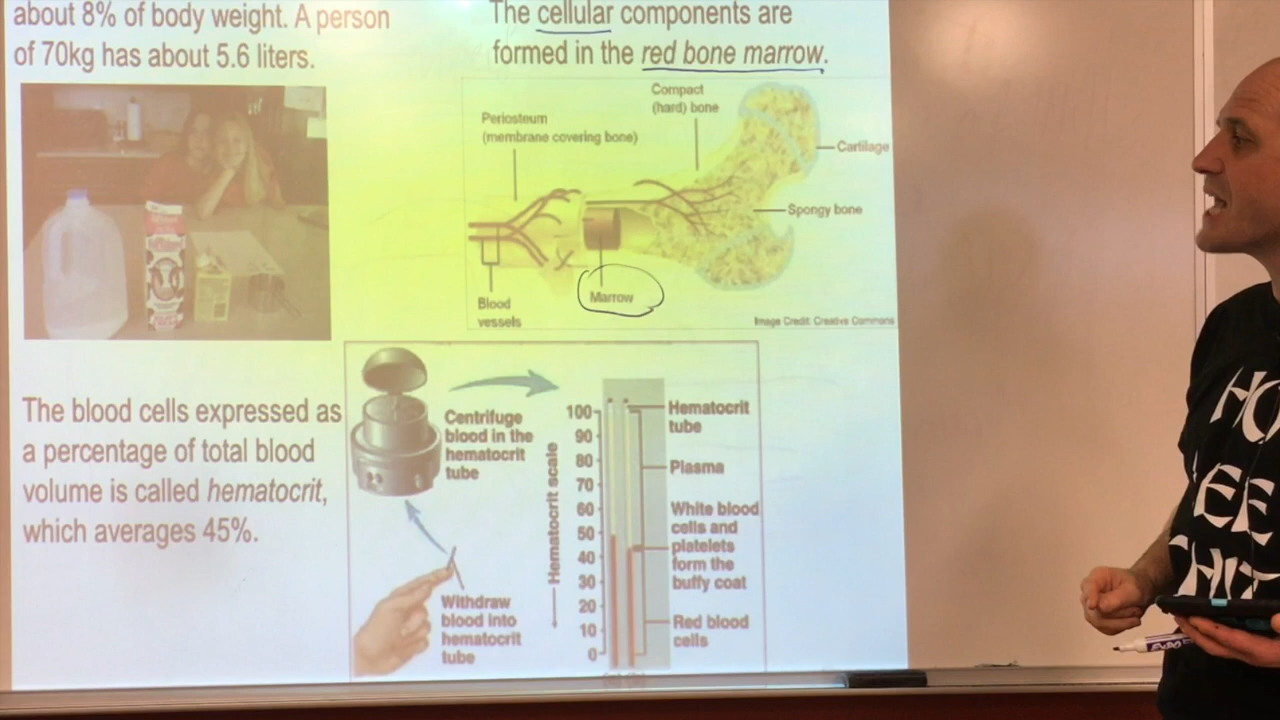 about 8% of body weight. A person
of 70kg has about 5.6 liters.
The cellular components are
formed in the red bone marrow.
Compact
(hard) bone
Periosteum
(membrane covering bone)
Cartilage
Spongy bone
Marrow
Blood
vessels
Image Credit: Creative Commons
The blood cells expressed as
a percentage of total blood
volume is called hematocrit,
which averages 45%.
Centrifuge
blood in the
hematocrit
tube
Withdraw
blood into
hematocrit
tube
Hematocrit scale
100
90
80
70
60
50
40
30
20
10
0
Hematocrit
tube
Plasma
White blood
cells and
platelets
form the
buffy coat
Red blood
cells
HO
EE
SHIT
EXPO